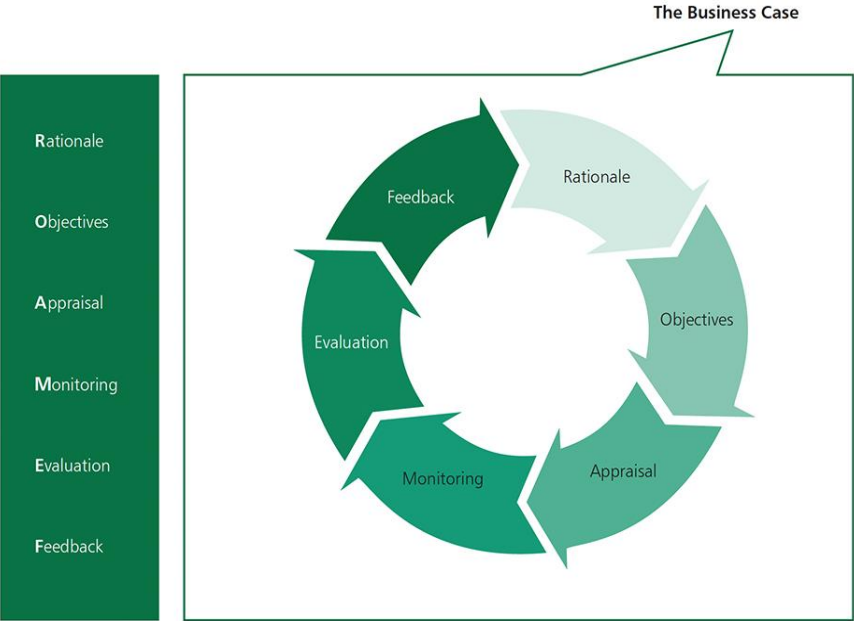 The Business Case
Rationale
Objectives
Appraisal
Monitoring
Evaluation
Feedback
Rationale
Objectives
Appraisal
Monitoring
Evaluation
Feedback